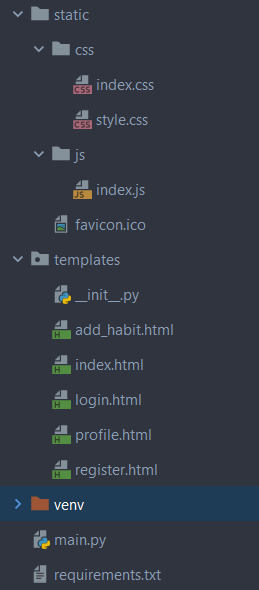 static
css
index.css
style.css
js
index.js
favicon.ico
templates
__init__.py
add_habit.html
index.html
login.html
profile.html
register.html
venv
main.py
requirements.txt